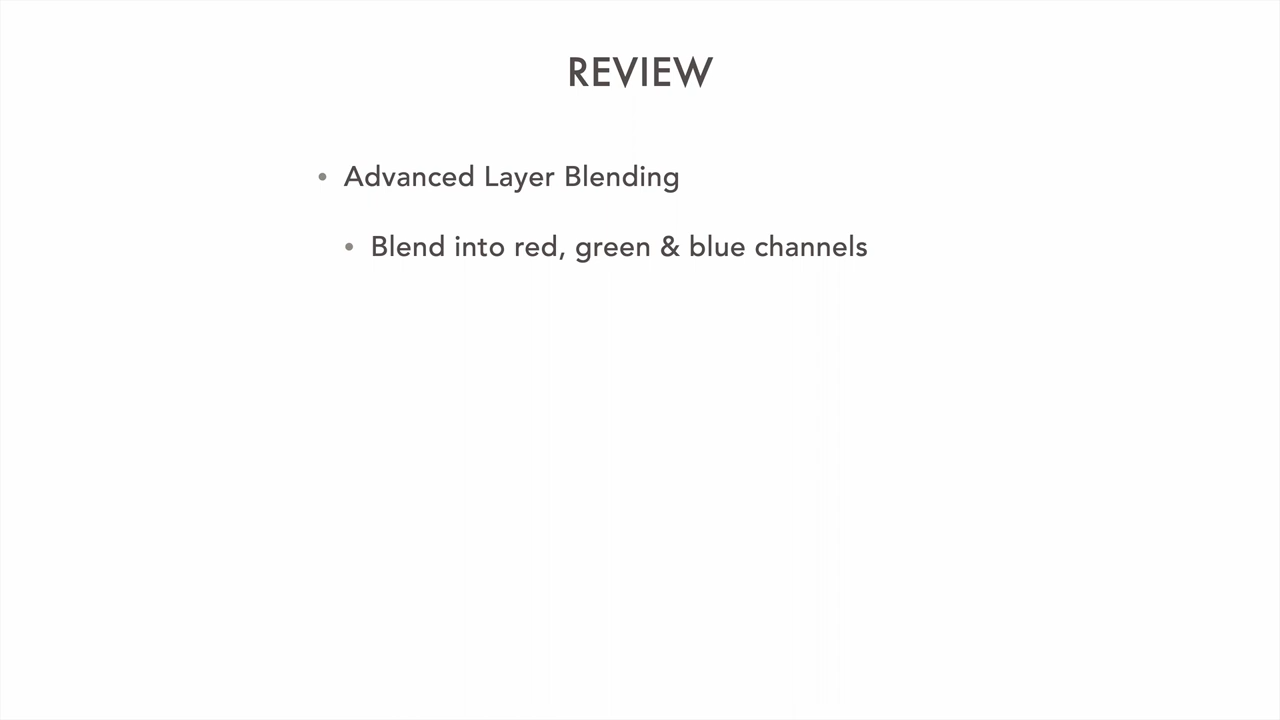 REVIEW
• Advanced Layer Blending
• Blend into red, green & blue channels